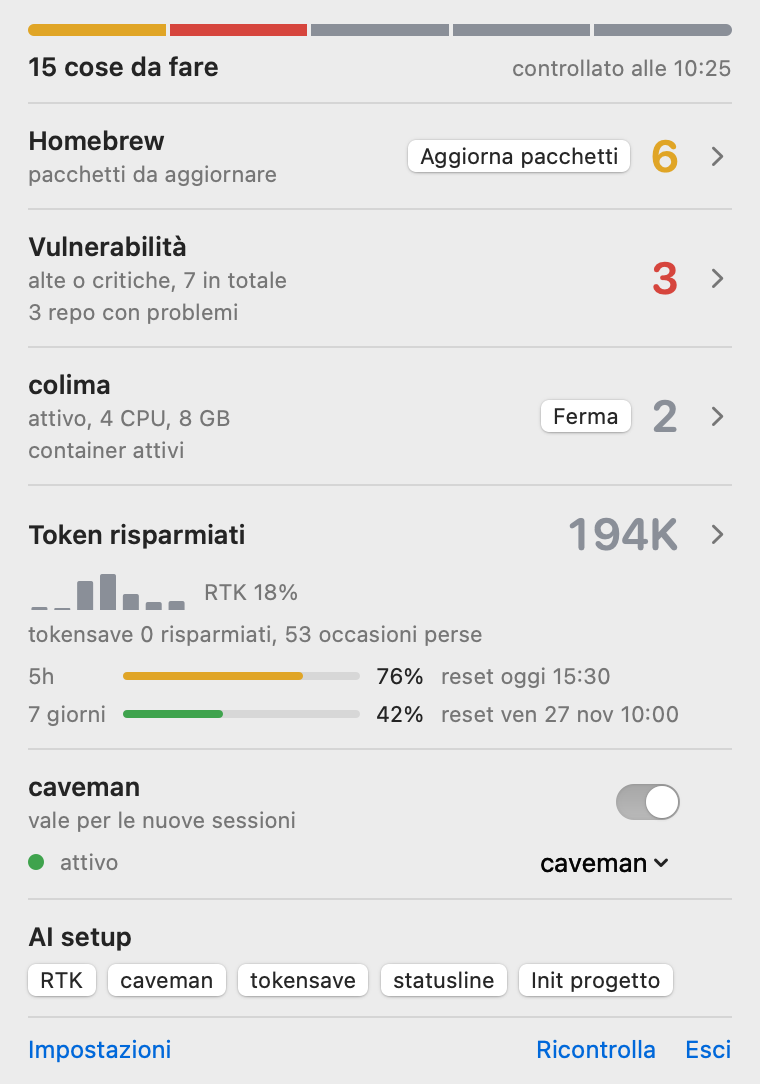 15 cose da fare
controllato alle 10:25
Homebrew
pacchetti da aggiornare
Aggiorna pacchetti
6
Vulnerabilità
alte o critiche, 7 in totale
3 repo con problemi
3
colima
attivo, 4 CPU, 8 GB
container attivi
Ferma
2
Token risparmiati
194K
RTK 18%
tokensave 0 risparmiati, 53 occasioni perse
5h 76% reset oggi 15:30
7 giorni 42% reset ven 27 nov 10:00
caveman
vale per le nuove sessioni
attivo
caveman
AI setup
RTK caveman tokensave statusline Init progetto
Impostazioni Ricontrolla Esci